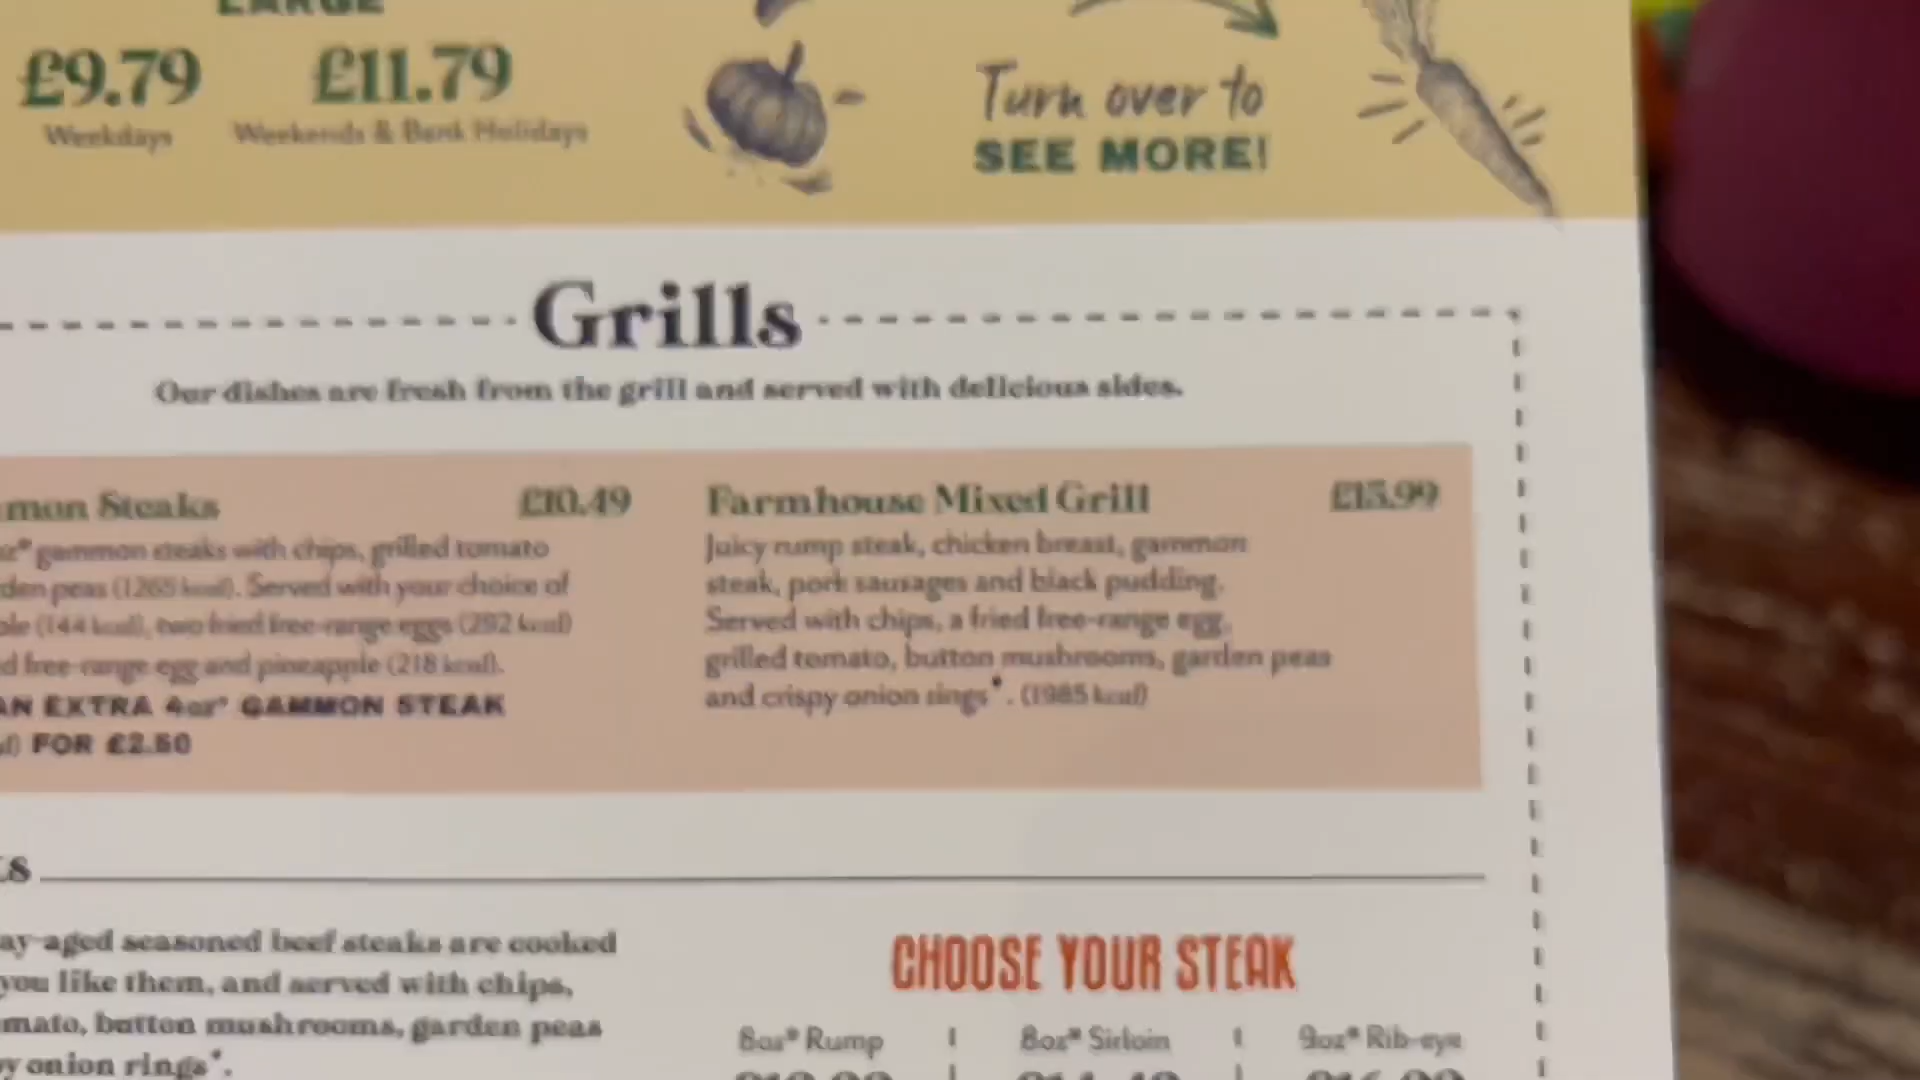 LARGE
£9.79 £11.79
Weekdays Weekends & Bank Holidays
Turn over to
SEE MORE!
Grills
Our dishes are fresh from the grill and served with delicious sides.
Steaks £10.49
gammon steaks with chips, grilled tomato
peas (1265 kcal). Served with your choice of
(144 kcal), two fried free-range eggs (292 kcal)
free-range egg and pineapple (218 kcal).
AN EXTRA 4oz* GAMMON STEAK
FOR £2.50
Farmhouse Mixed Grill £15.99
Juicy rump steak, chicken breast, gammon
steak, pork sausages and black pudding.
Served with chips, a fried free-range egg,
grilled tomato, button mushrooms, garden peas
and crispy onion rings*. (1985 kcal)
aged seasoned beef steaks are cooked
you like them, and served with chips,
button mushrooms, garden peas
onion rings*.
CHOOSE YOUR STEAK
8oz* Rump 8oz* Sirloin 9oz* Rib-eye